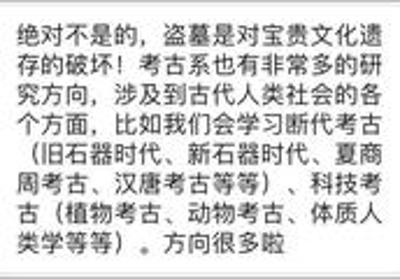 绝对不是的，盗墓是对宝贵文化遗
存的破坏！考古系也有非常多的研
究方向，涉及到古代人类社会的各
个方面，比如我们会学习断代考古
（旧石器时代、新石器时代、夏商
周考古、汉唐考古等等）、科技考
古（植物考古、动物考古、体质人
类学等等）。方向很多啦